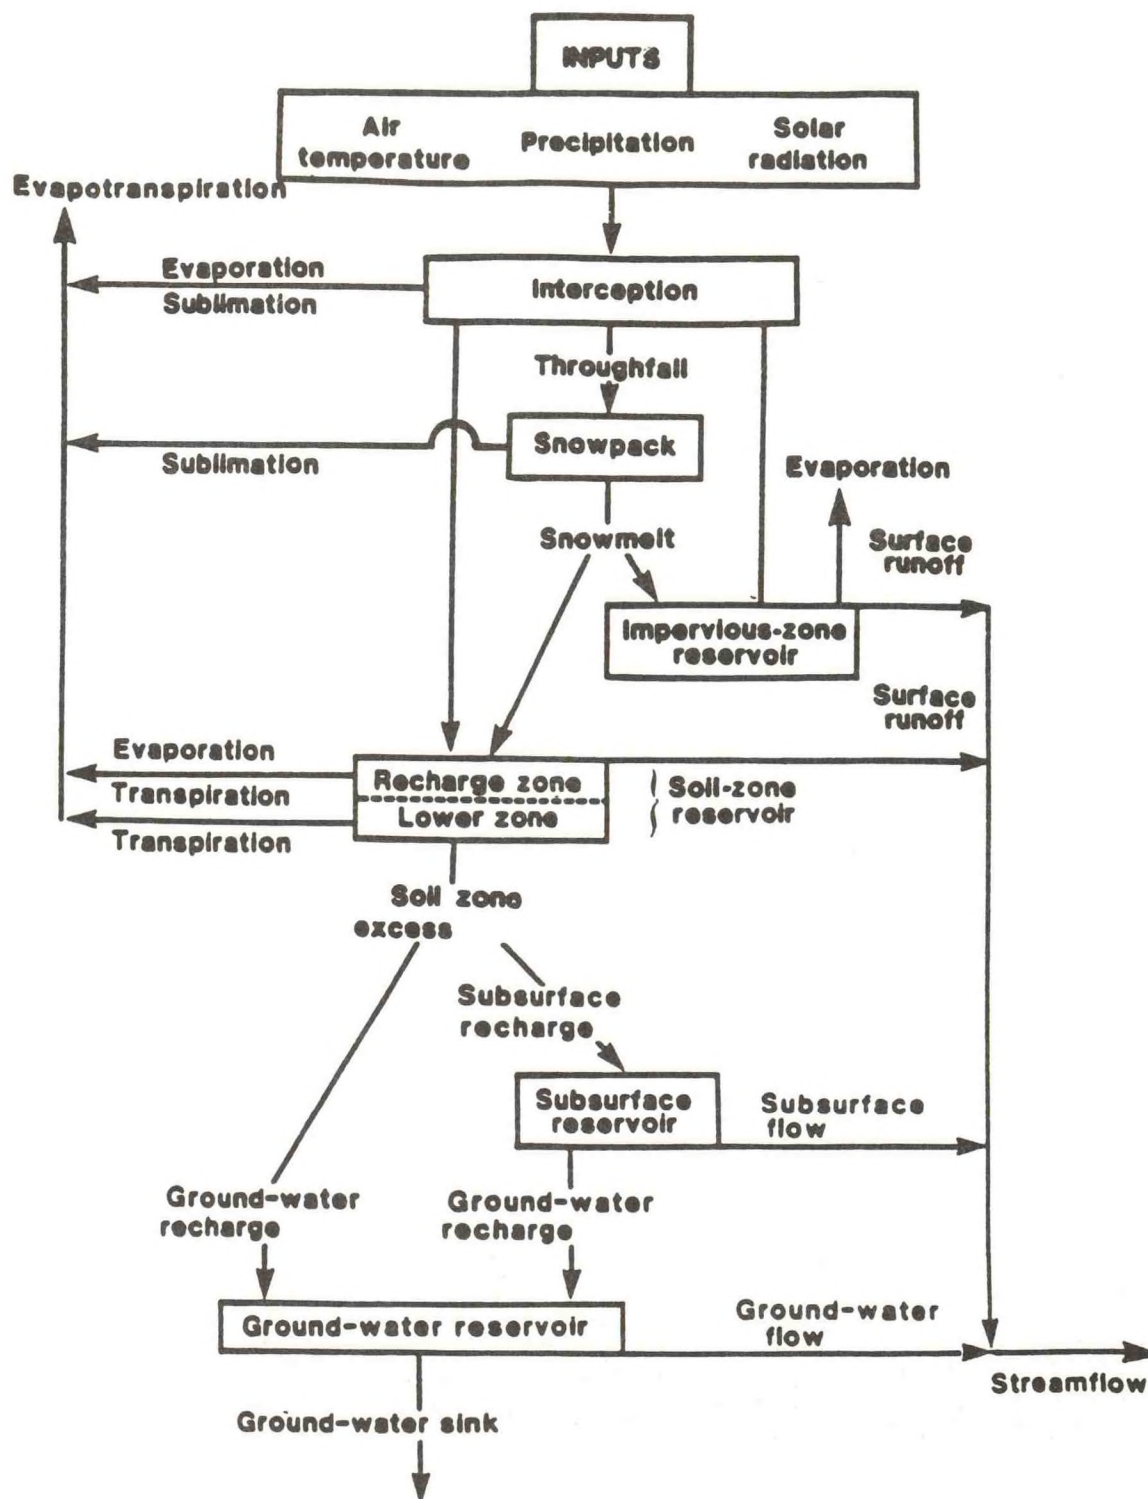 INPUTS
Air
temperature
Precipitation
Solar
radiation
Evapotranspiration
Evaporation
Sublimation
Interception
Throughfall
Snowpack
Sublimation
Evaporation
Snowmelt
Surface
runoff
Impervious-zone
reservoir
Surface
runoff
Evaporation
Transpiration
Recharge zone
Lower zone
Soil-zone
reservoir
Transpiration
Soil zone
excess
Subsurface
recharge
Subsurface
reservoir
Subsurface
flow
Ground-water
recharge
Ground-water
recharge
Ground-water reservoir
Ground-water
flow
Streamflow
Ground-water sink